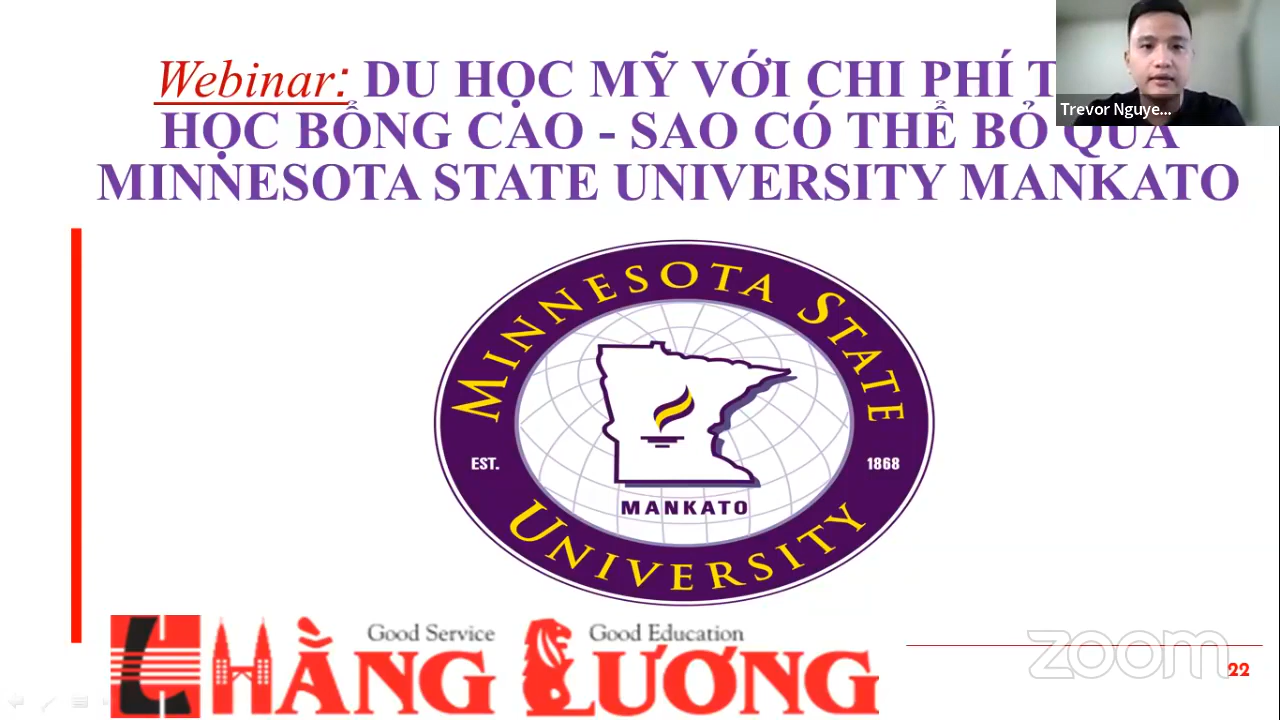 Webinar: DU HỌC MỸ VỚI CHI PHÍ
HỌC BỔNG CAO - SAO CÓ THỂ BỎ QUA
MINNESOTA STATE UNIVERSITY MANKATO
Trevor Nguye...
MINNESOTA STATE
EST.
1868
MANKATO
UNIVERSITY
Good Service
Good Education
HẰNG LƯƠNG
zoom
22